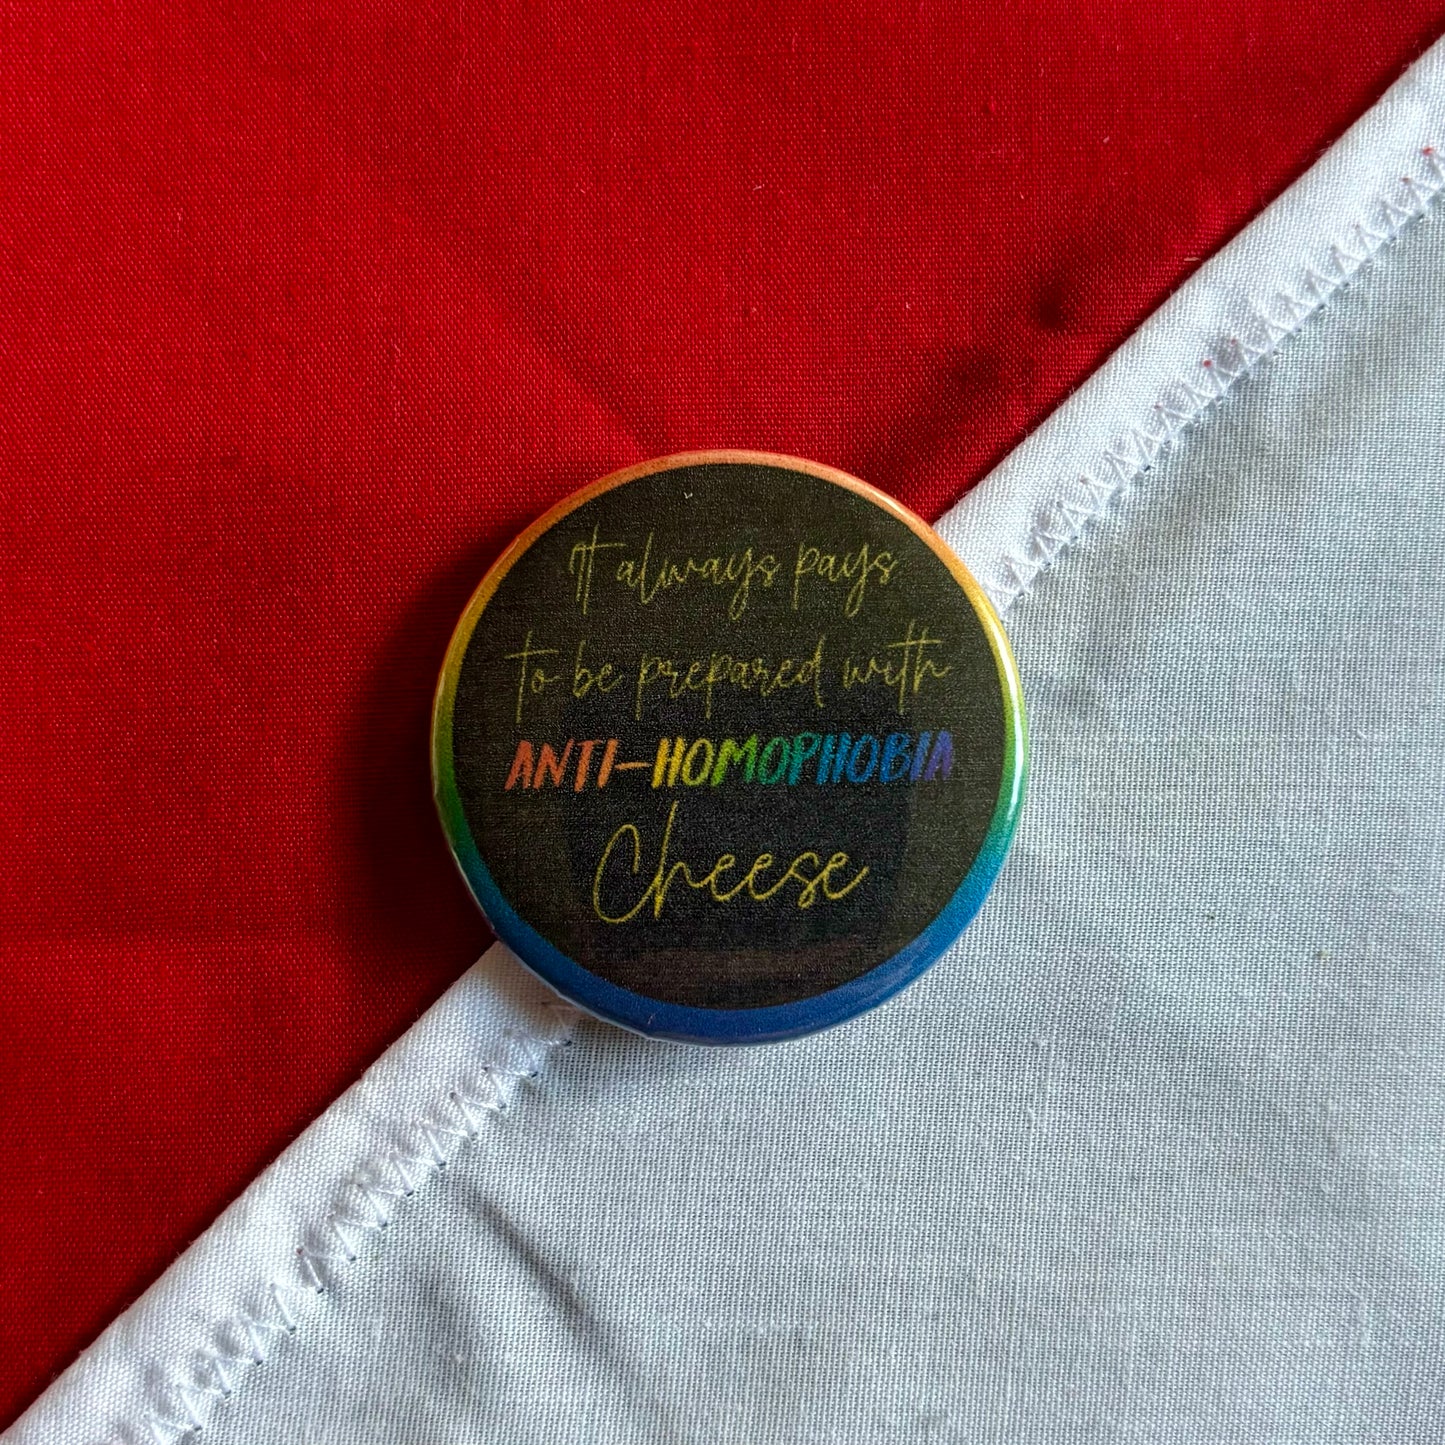 It always pays
to be prepared with
ANTI-HOMOPHOBIA
Cheese